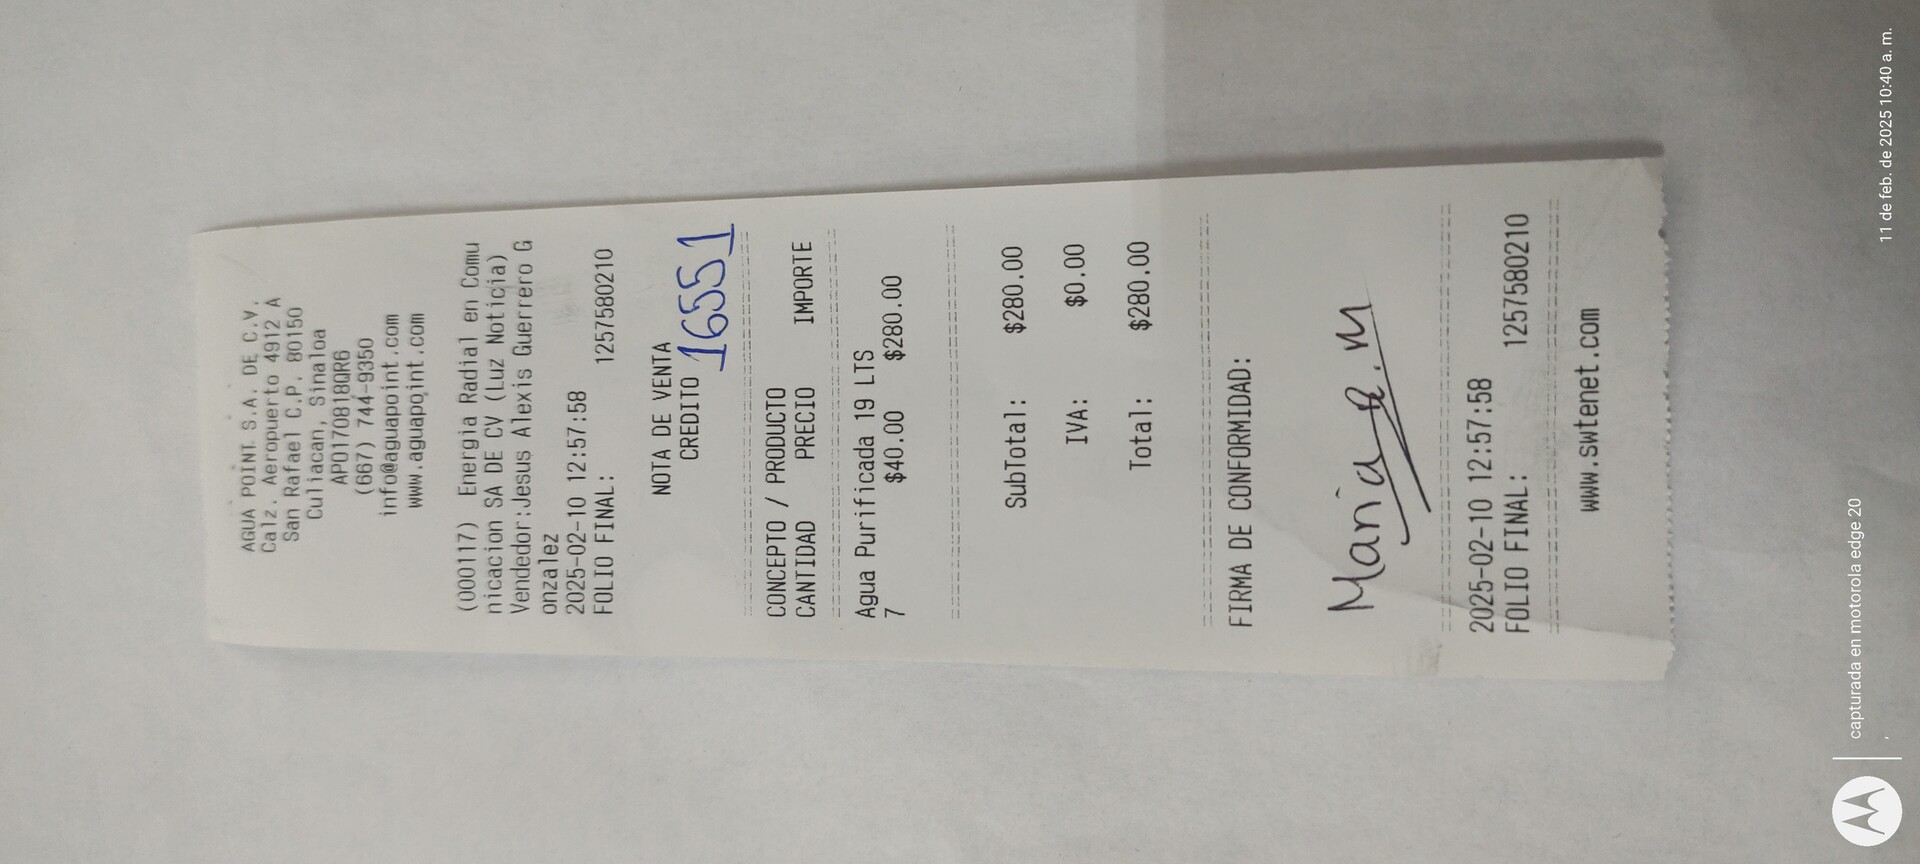 AGUA POINT S.A. DE C.V.
Calz. Aeropuerto 4912 A
San Rafael C.P. 80150
Culiacan, Sinaloa
APO170818QR6
(667) 744-9350
info@aguapoint.com
www.aguapoint.com
(000117) Energia Radial en Comu
nicacion SA DE CV (Luz Noticia)
Vendedor:Jesus Alexis Guerrero G
onzalez
2025-02-10 12:57:58
FOLIO FINAL: 1257580210
NOTA DE VENTA
CREDITO 16551
CONCEPTO / PRODUCTO
CANTIDAD PRECIO IMPORTE
Agua Purificada 19 LTS
7 $40.00 $280.00
SubTotal: $280.00
IVA: $0.00
Total: $280.00
FIRMA DE CONFORMIDAD:
Maria R. M
2025-02-10 12:57:58
FOLIO FINAL: 1257580210
www.swtenet.com
capturada en motorola edge 20
11 de feb. de 2025 10:40 a. m.